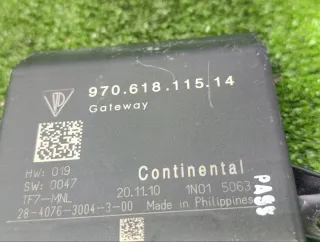 970.618.115.14
Gateway
HW: 019
SW: 0047
TF7-MNL
28-4076-3004-3-00
Continental
20.11.10 1N01 5063
Made in Philippines
PASS